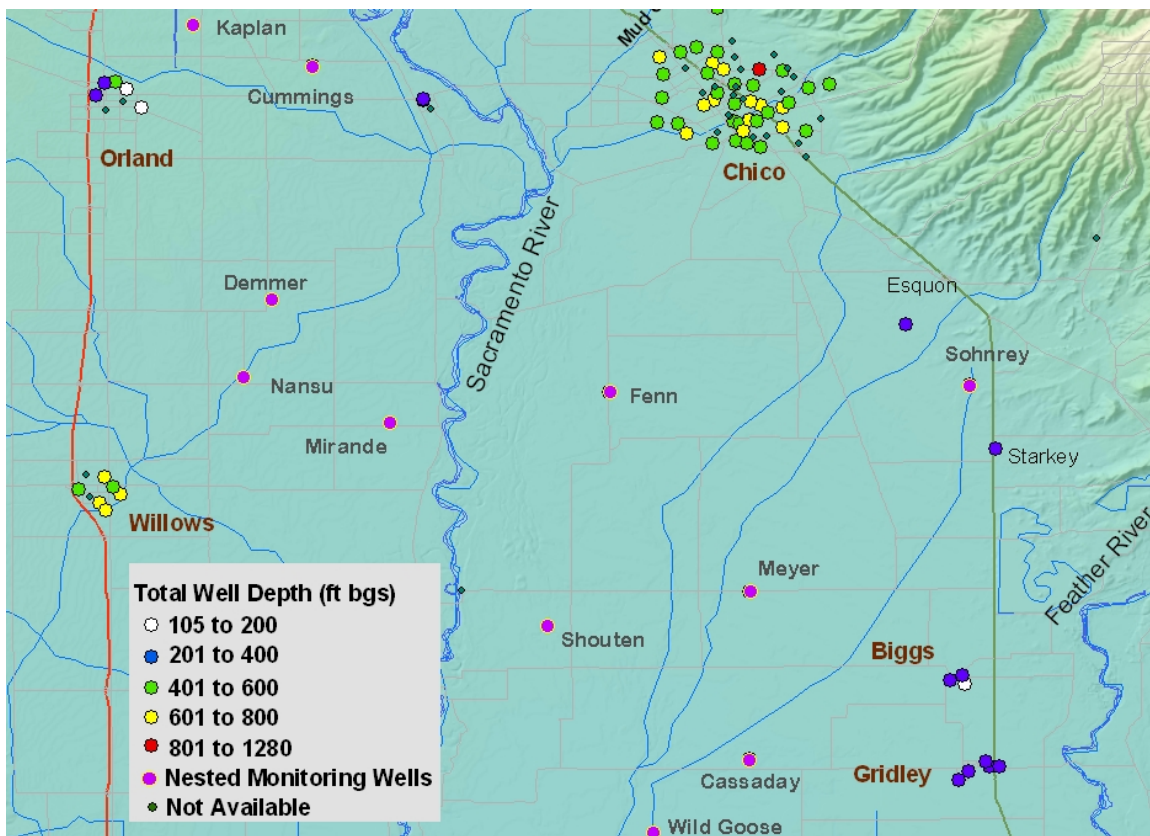 Kaplan
Mud
Cummings
Orland
Chico
Sacramento River
Demmer
Esquon
Sohnrey
Nansu
Fenn
Mirande
Starkey
Willows
Feather River
Meyer
Total Well Depth (ft bgs)
105 to 200
201 to 400
401 to 600
601 to 800
801 to 1280
Nested Monitoring Wells
Not Available
Shouten
Biggs
Cassaday
Gridley
Wild Goose